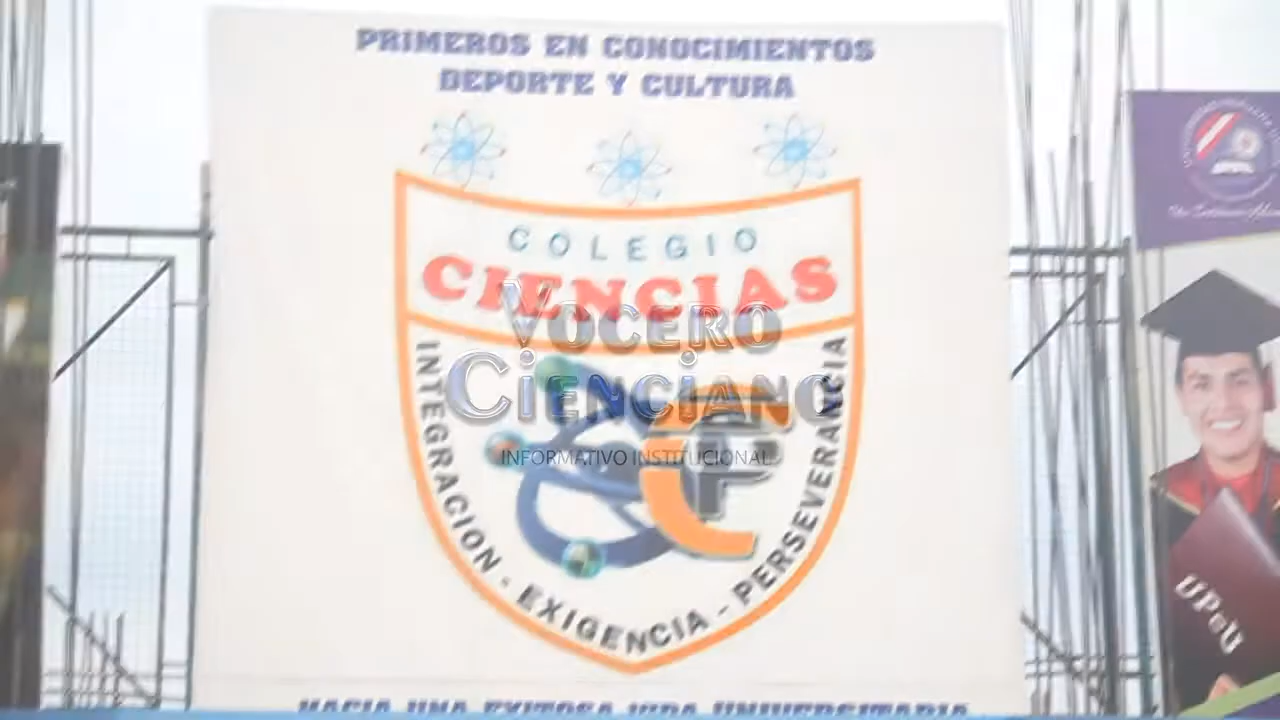 PRIMEROS EN CONOCIMIENTOS
DEPORTE Y CULTURA
COLEGIO
CIENCIAS
VOCERO
CIENCIANO
INFORMATIVO INSTITUCIONAL
INTEGRACION - EXIGENCIA - PERSEVERANCIA
HACIA UNA EXITOSA VIDA UNIVERSITARIA
UPeU